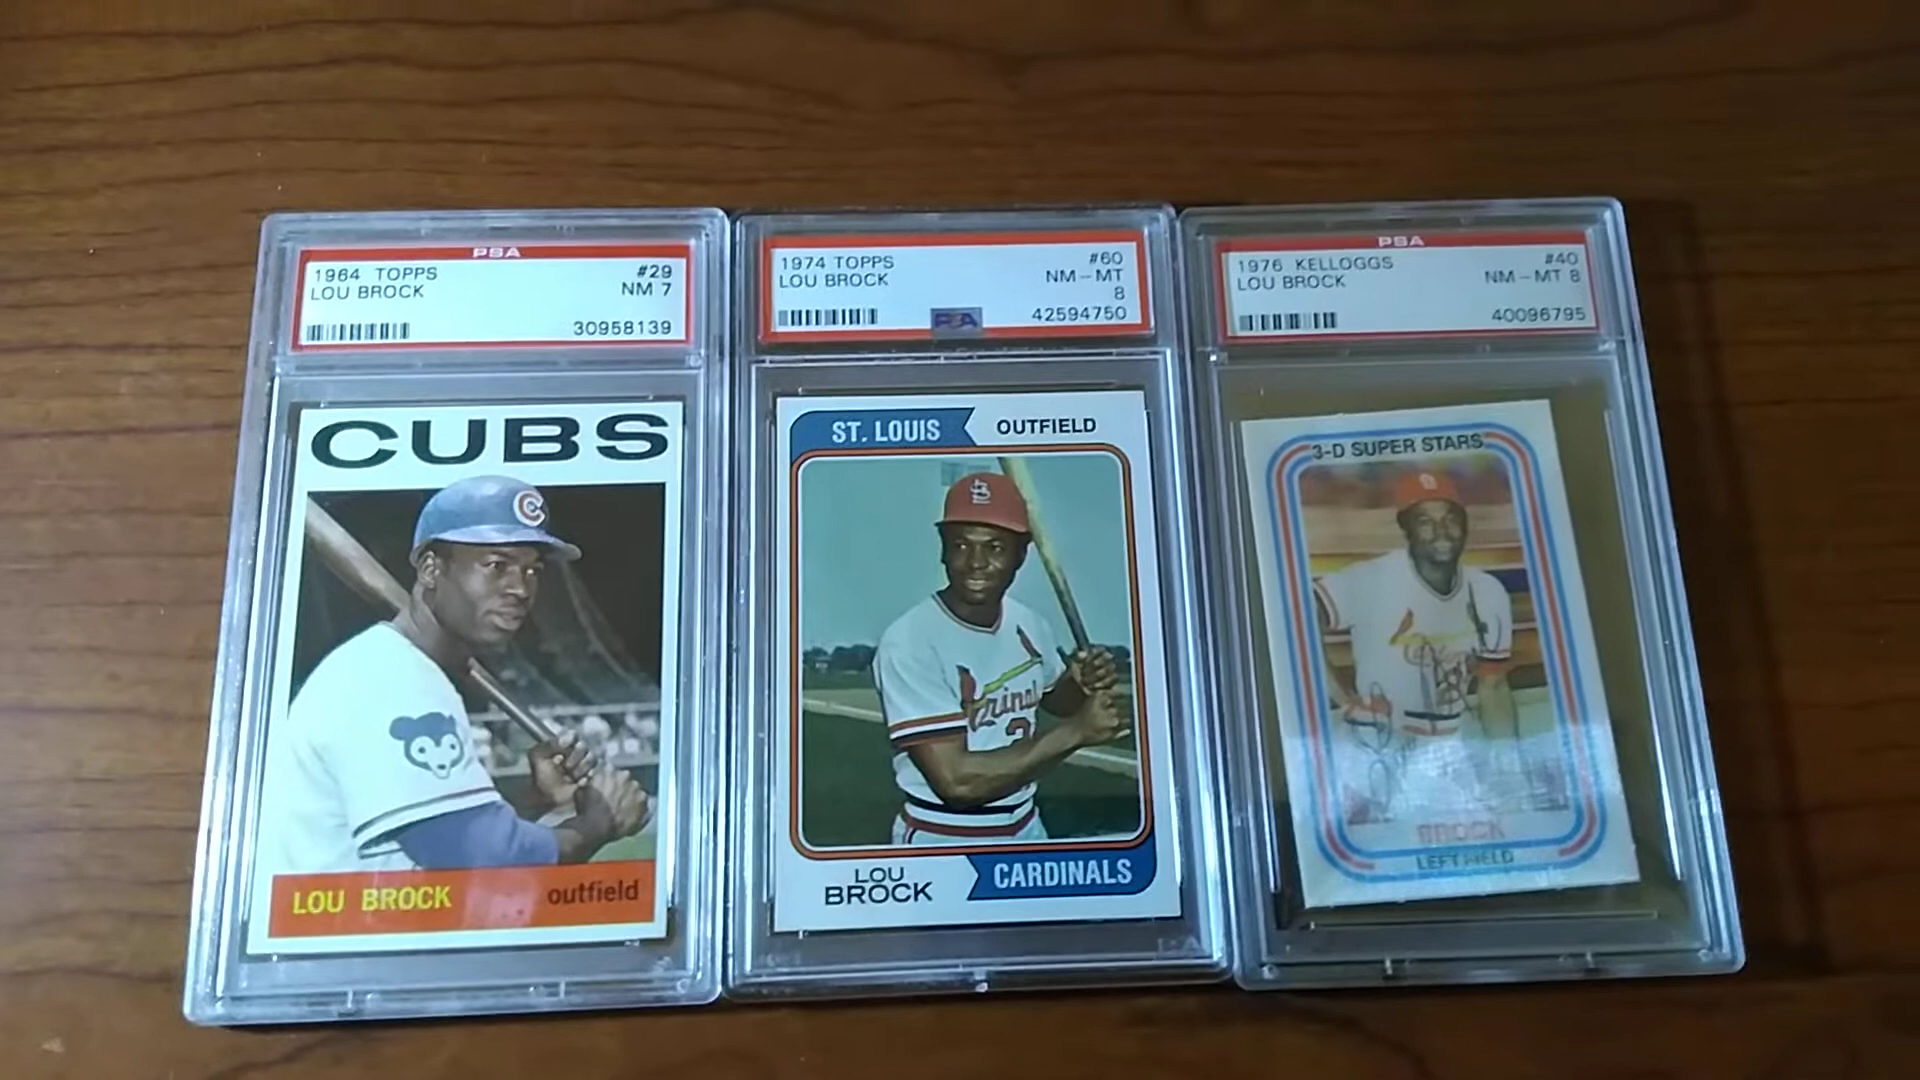 PSA
1964 TOPPS #29
LOU BROCK NM 7
30958139
CUBS
C
LOU BROCK outfield
1974 TOPPS #60
LOU BROCK NM-MT
8
PSA 42594750
ST. LOUIS OUTFIELD
LOU
BROCK
CARDINALS
PSA
1976 KELLOGGS #40
LOU BROCK NM-MT 8
40096795
3-D SUPER STARS
BROCK
LEFT FIELD